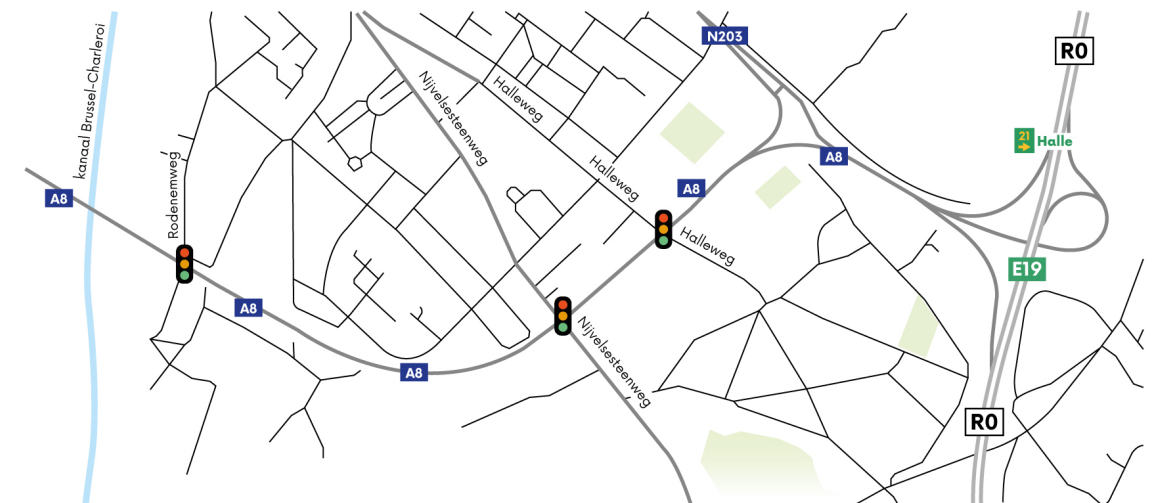 N203
R0
kanaal Brussel-Charleroi
Nijvelsesteenweg
Halleweg
21
Halle
A8
Rodenemweg
Halleweg
A8
A8
Halleweg
E19
A8
Nijvelsesteenweg
A8
R0